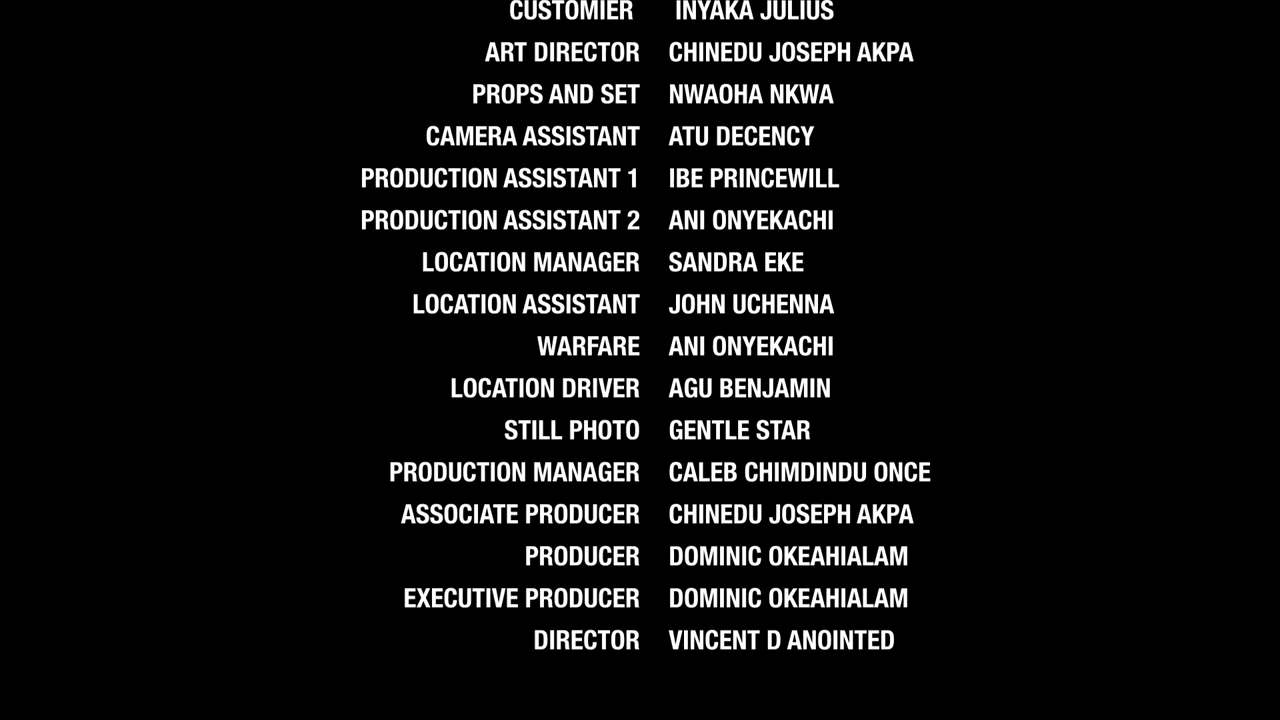 CUSTOMIER INYAKA JULIUS
ART DIRECTOR CHINEDU JOSEPH AKPA
PROPS AND SET NWAOHA NKWA
CAMERA ASSISTANT ATU DECENCY
PRODUCTION ASSISTANT 1 IBE PRINCEWILL
PRODUCTION ASSISTANT 2 ANI ONYEKACHI
LOCATION MANAGER SANDRA EKE
LOCATION ASSISTANT JOHN UCHENNA
WARFARE ANI ONYEKACHI
LOCATION DRIVER AGU BENJAMIN
STILL PHOTO GENTLE STAR
PRODUCTION MANAGER CALEB CHIMDINDU ONCE
ASSOCIATE PRODUCER CHINEDU JOSEPH AKPA
PRODUCER DOMINIC OKEAHIALAM
EXECUTIVE PRODUCER DOMINIC OKEAHIALAM
DIRECTOR VINCENT D ANOINTED